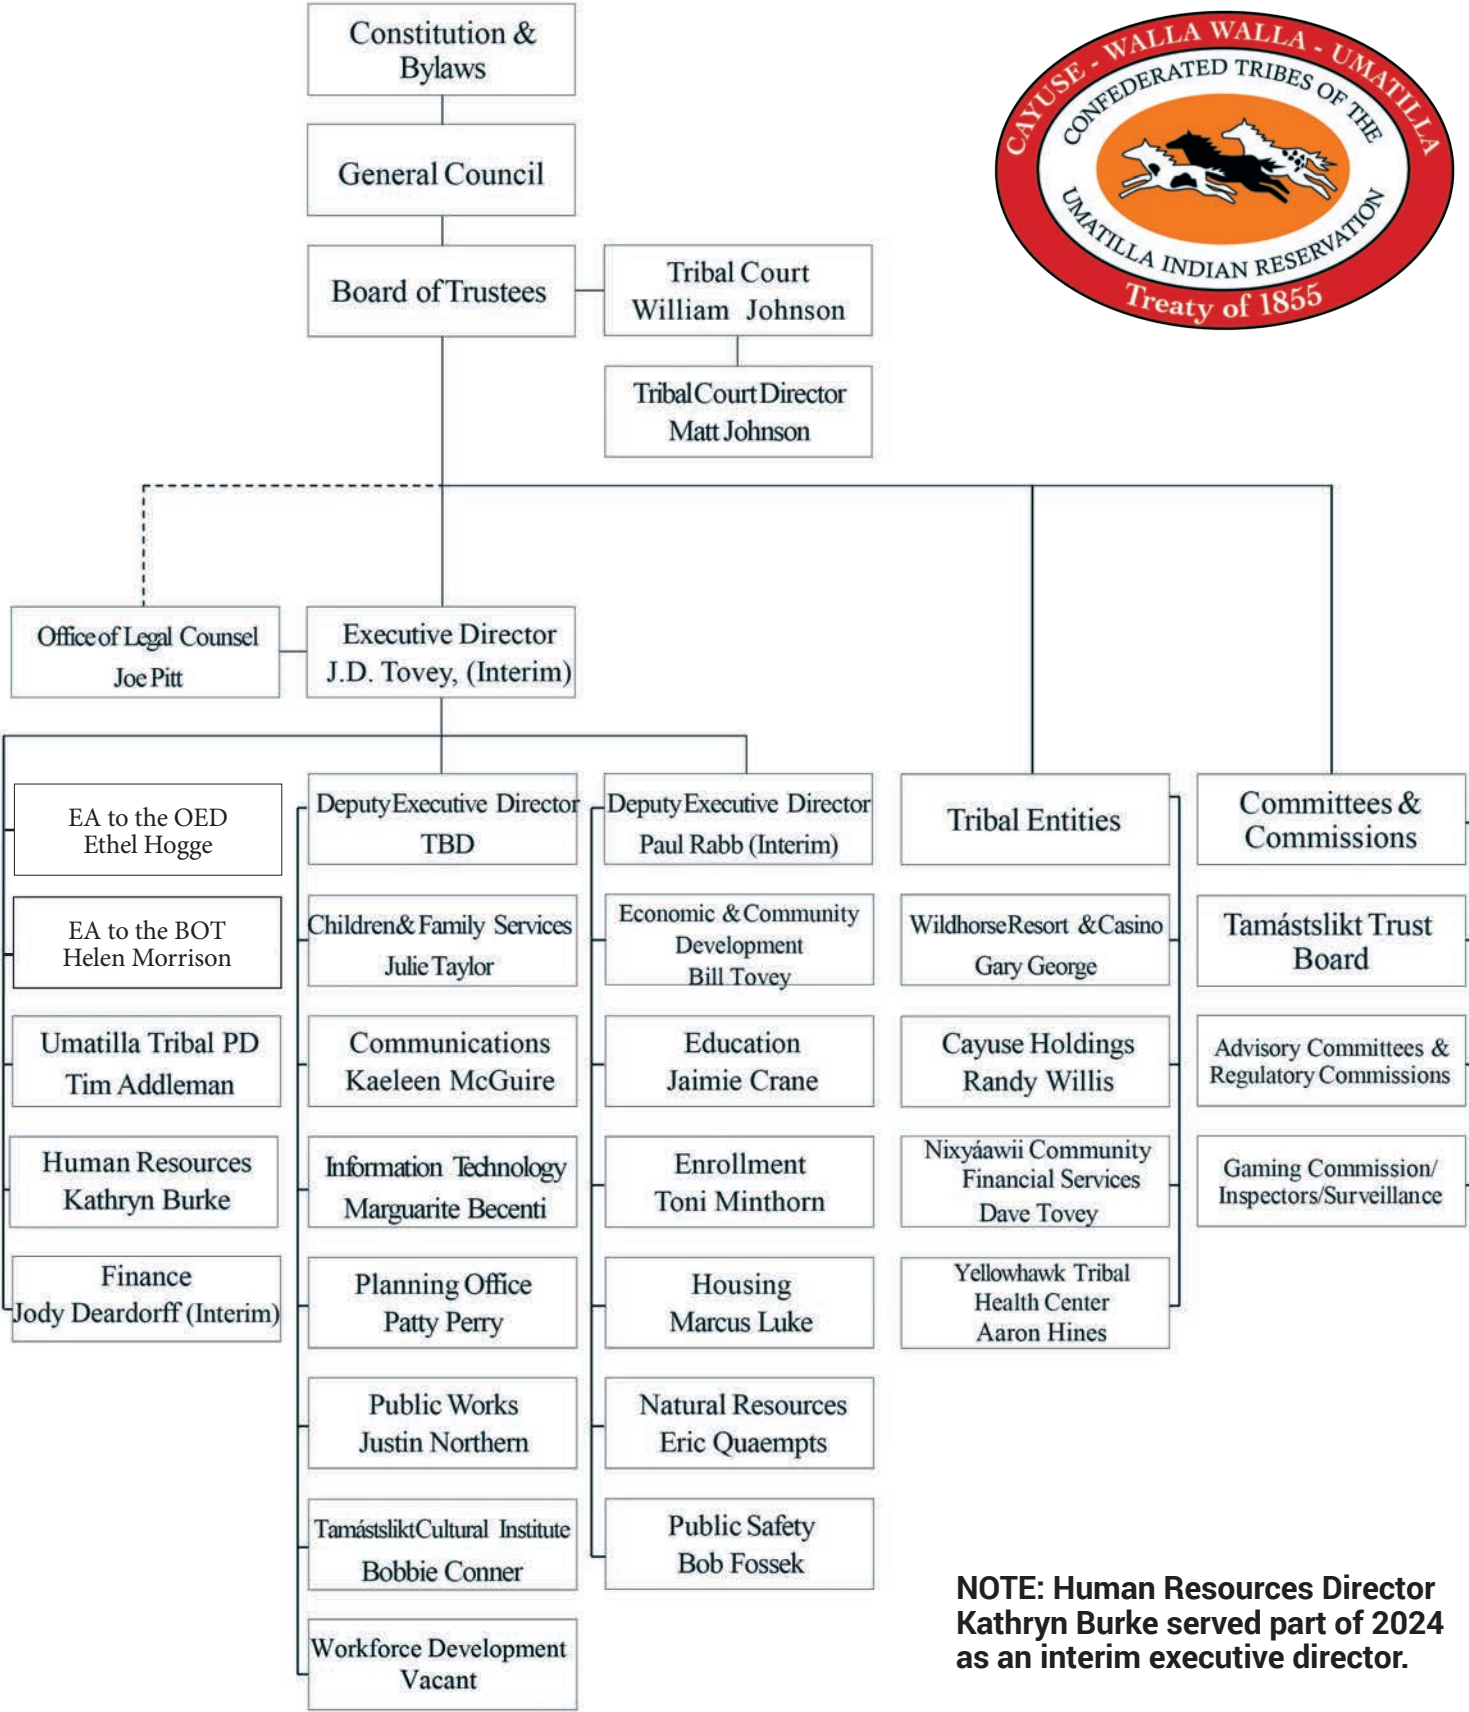 Constitution &
Bylaws
General Council
Board of Trustees
Tribal Court
William Johnson
Tribal Court Director
Matt Johnson
CAYUSE - WALLA WALLA - UMATILLA
CONFEDERATED TRIBES OF THE
UMATILLA INDIAN RESERVATION
Treaty of 1855
Office of Legal Counsel
Joe Pitt
Executive Director
J.D. Tovey, (Interim)
EA to the OED
Ethel Hogge
EA to the BOT
Helen Morrison
Umatilla Tribal PD
Tim Addleman
Human Resources
Kathryn Burke
Finance
Jody Deardorff (Interim)
Deputy Executive Director
TBD
Children & Family Services
Julie Taylor
Communications
Kaeleen McGuire
Information Technology
Marguarite Becenti
Planning Office
Patty Perry
Public Works
Justin Northern
Tamástslikt Cultural Institute
Bobbie Conner
Workforce Development
Vacant
Deputy Executive Director
Paul Rabb (Interim)
Economic & Community
Development
Bill Tovey
Education
Jaimie Crane
Enrollment
Toni Minthorn
Housing
Marcus Luke
Natural Resources
Eric Quaempts
Public Safety
Bob Fossek
Tribal Entities
Wildhorse Resort & Casino
Gary George
Cayuse Holdings
Randy Willis
Nixyáawii Community
Financial Services
Dave Tovey
Yellowhawk Tribal
Health Center
Aaron Hines
Committees &
Commissions
Tamástslikt Trust
Board
Advisory Committees &
Regulatory Commissions
Gaming Commission/
Inspectors/Surveillance
NOTE: Human Resources Director
Kathryn Burke served part of 2024
as an interim executive director.